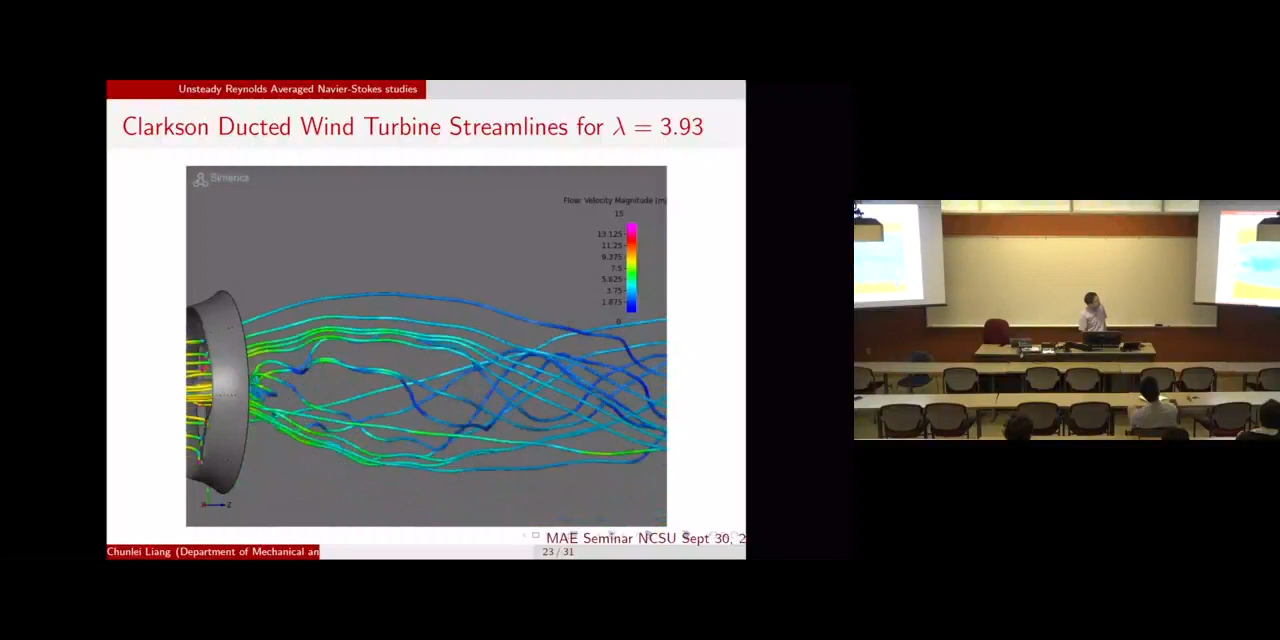 Unsteady Reynolds Averaged Navier-Stokes studies
Clarkson Ducted Wind Turbine Streamlines for λ = 3.93
Simerics
Flow: Velocity Magnitude (m
15
13.125
11.25
9.375
7.5
5.625
3.75
1.875
0
X
Z
MAE Seminar NCSU Sept 30, 2
Chunlei Liang (Department of Mechanical an
23 / 31